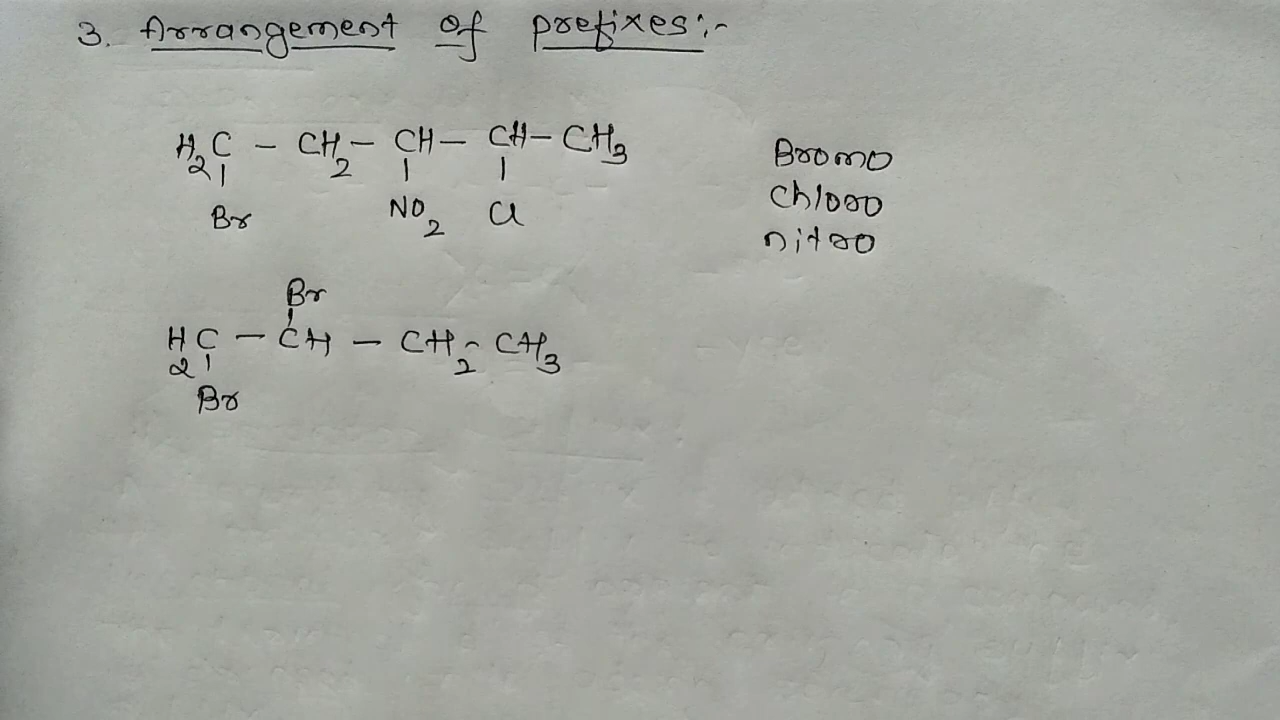 3. Arrangement of prefixes:-
H2C – CH2 – CH – CH – CH3
Br NO2 Cl
Bromo
Chloro
nitro
Br
H2C – CH – CH2 – CH3
Br